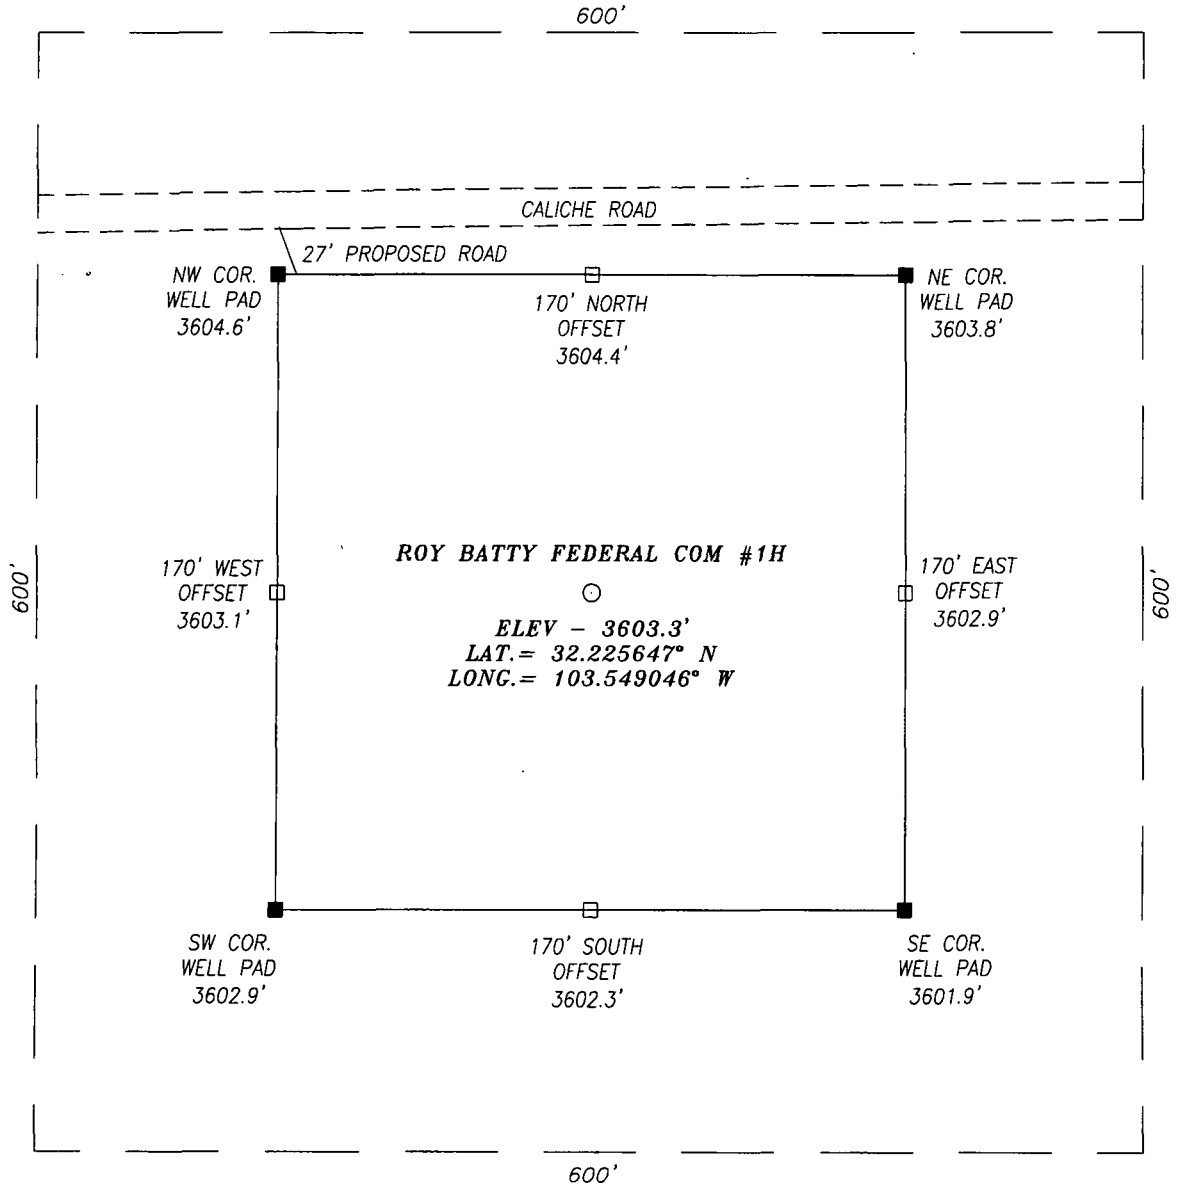 600'
CALICHE ROAD
27' PROPOSED ROAD
NW COR.
WELL PAD
3604.6'
170' NORTH
OFFSET
3604.4'
NE COR.
WELL PAD
3603.8'
600'
170' WEST
OFFSET
3603.1'
ROY BATTY FEDERAL COM #1H
ELEV - 3603.3'
LAT.= 32.225647° N
LONG.= 103.549046° W
170' EAST
OFFSET
3602.9'
600'
SW COR.
WELL PAD
3602.9'
170' SOUTH
OFFSET
3602.3'
SE COR.
WELL PAD
3601.9'
600'